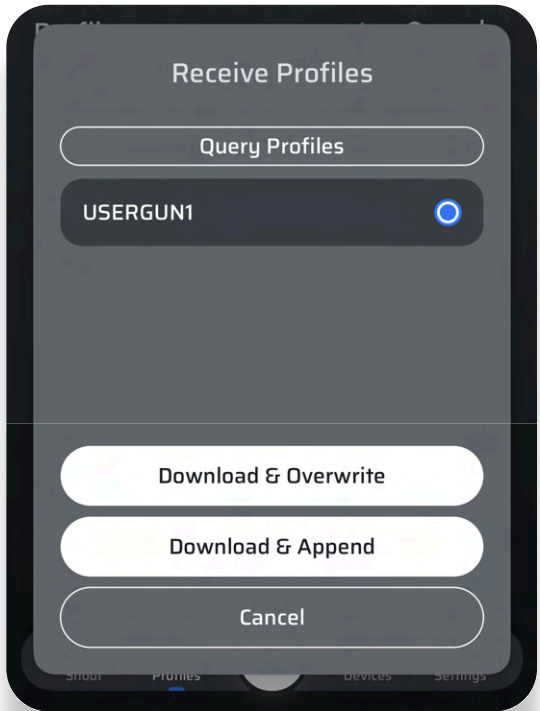 Receive Profiles
Query Profiles
USERGUN1
Download & Overwrite
Download & Append
Cancel
Profiles
Devices
Settings